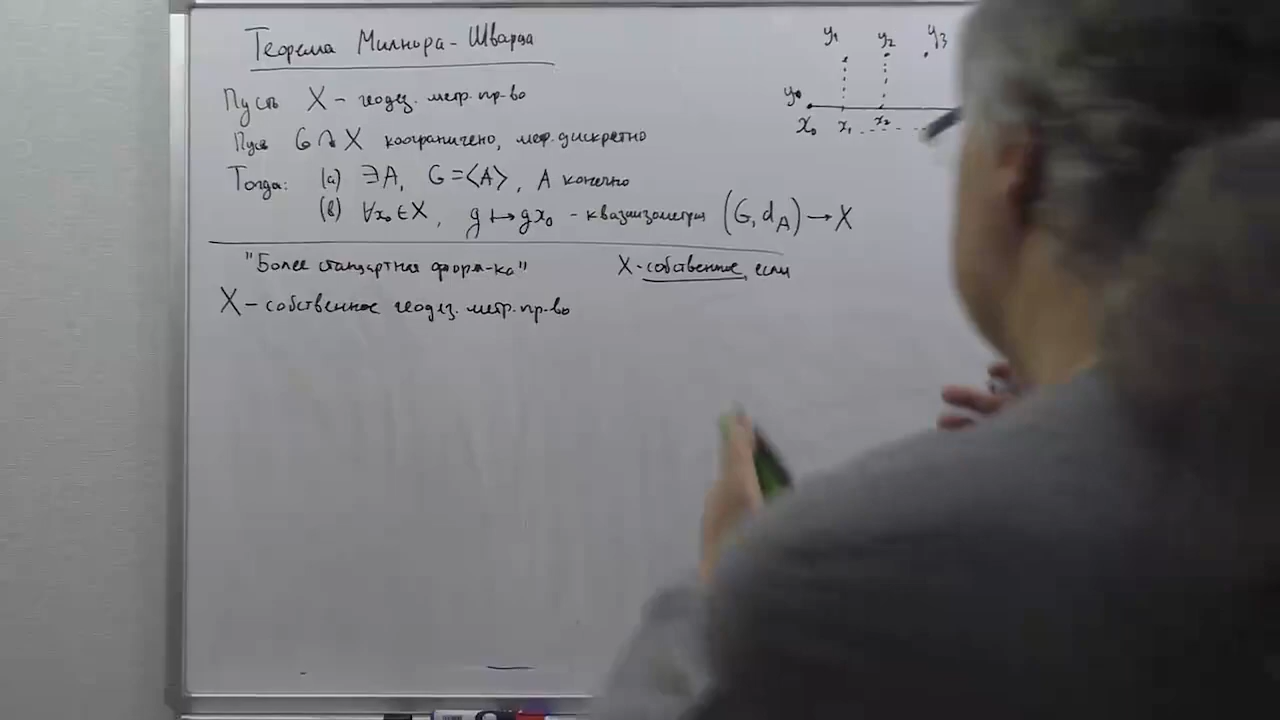 Теорема Милнора-Шварца
Пусть X - геодез. метр. пр-во
Пусть G ↷ X коограничено, метр. дискретно
Тогда: (a) ∃A, G = ⟨A⟩, A конечно
(b) ∀x₀ ∈ X, g ↦ gx₀ - квазиизометрия (G, d_A) → X
"Более стандартная форм-ка"
X - собственное, если
X - собственное геодез. метр. пр-во
y₁ y₂ y₃
y₀
x₀ x₁ x₂